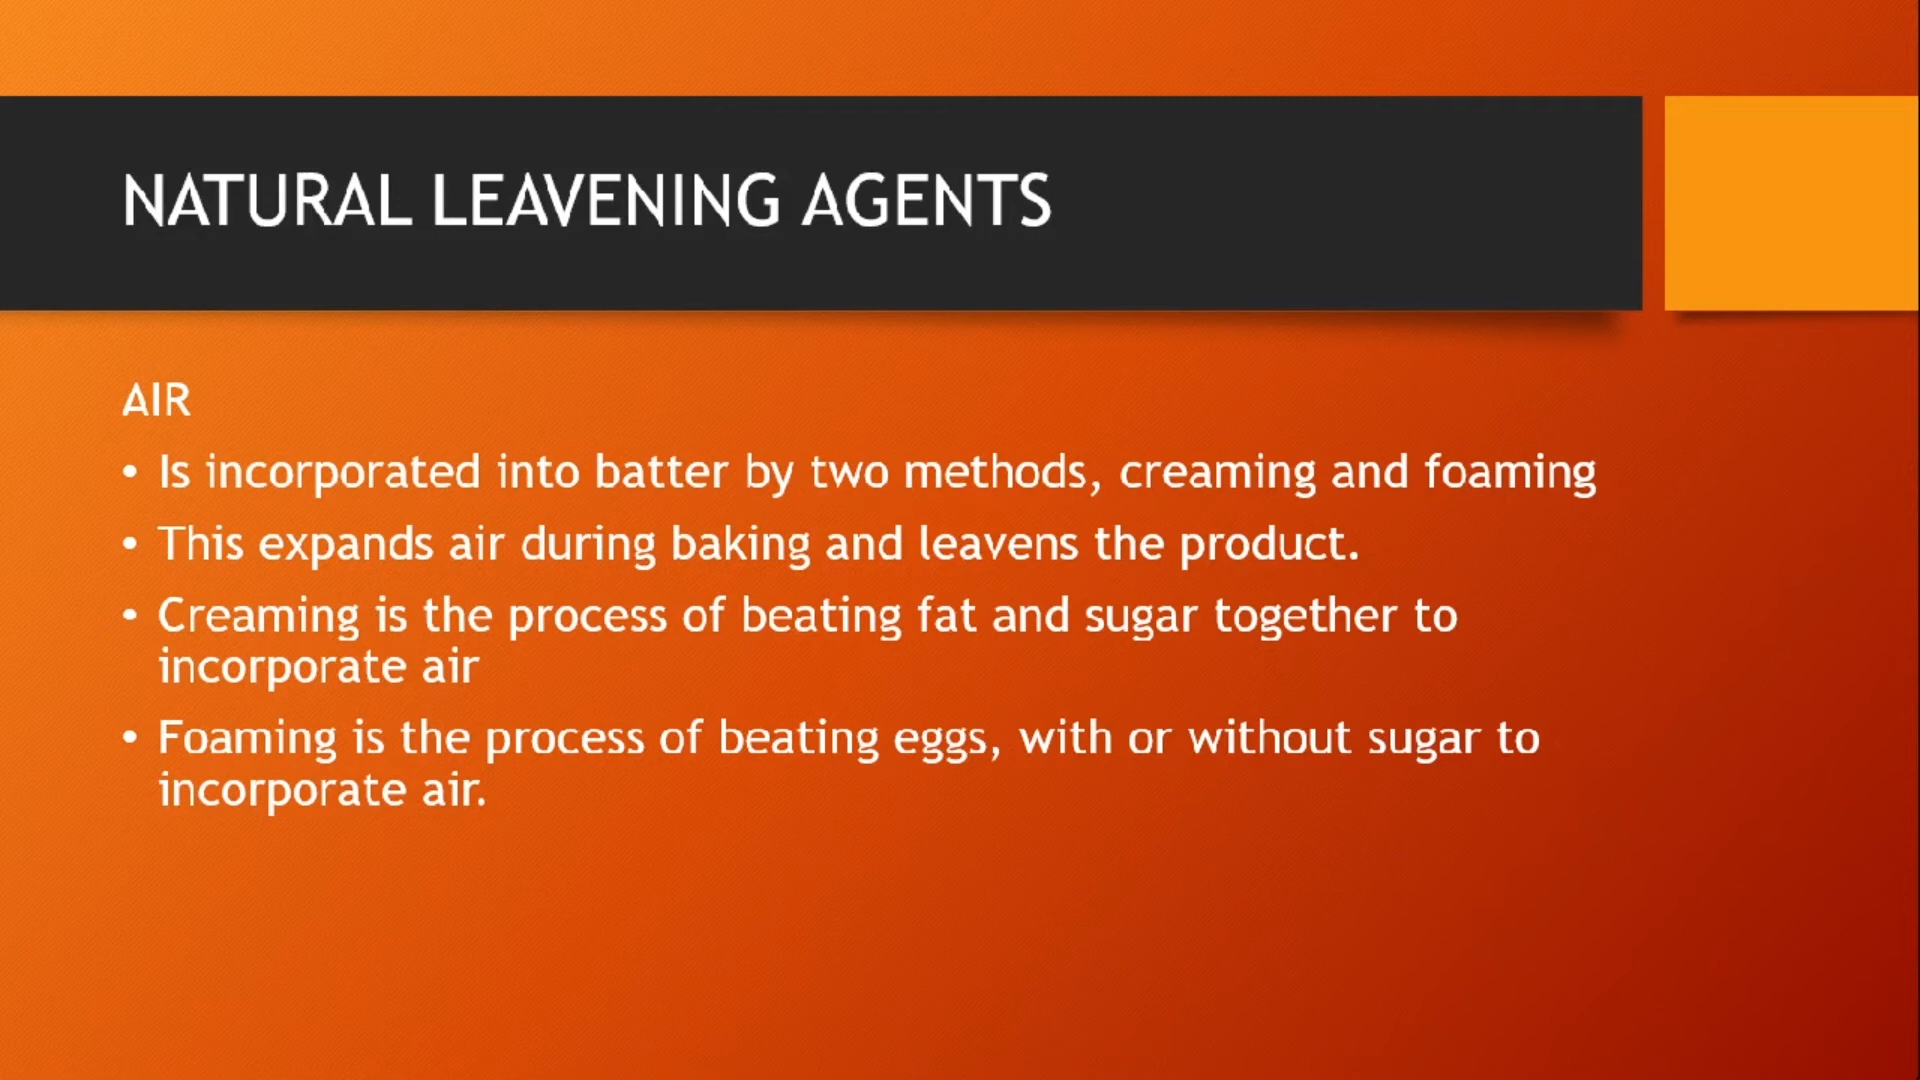 NATURAL LEAVENING AGENTS
AIR
• Is incorporated into batter by two methods, creaming and foaming
• This expands air during baking and leavens the product.
• Creaming is the process of beating fat and sugar together to
incorporate air
• Foaming is the process of beating eggs, with or without sugar to
incorporate air.